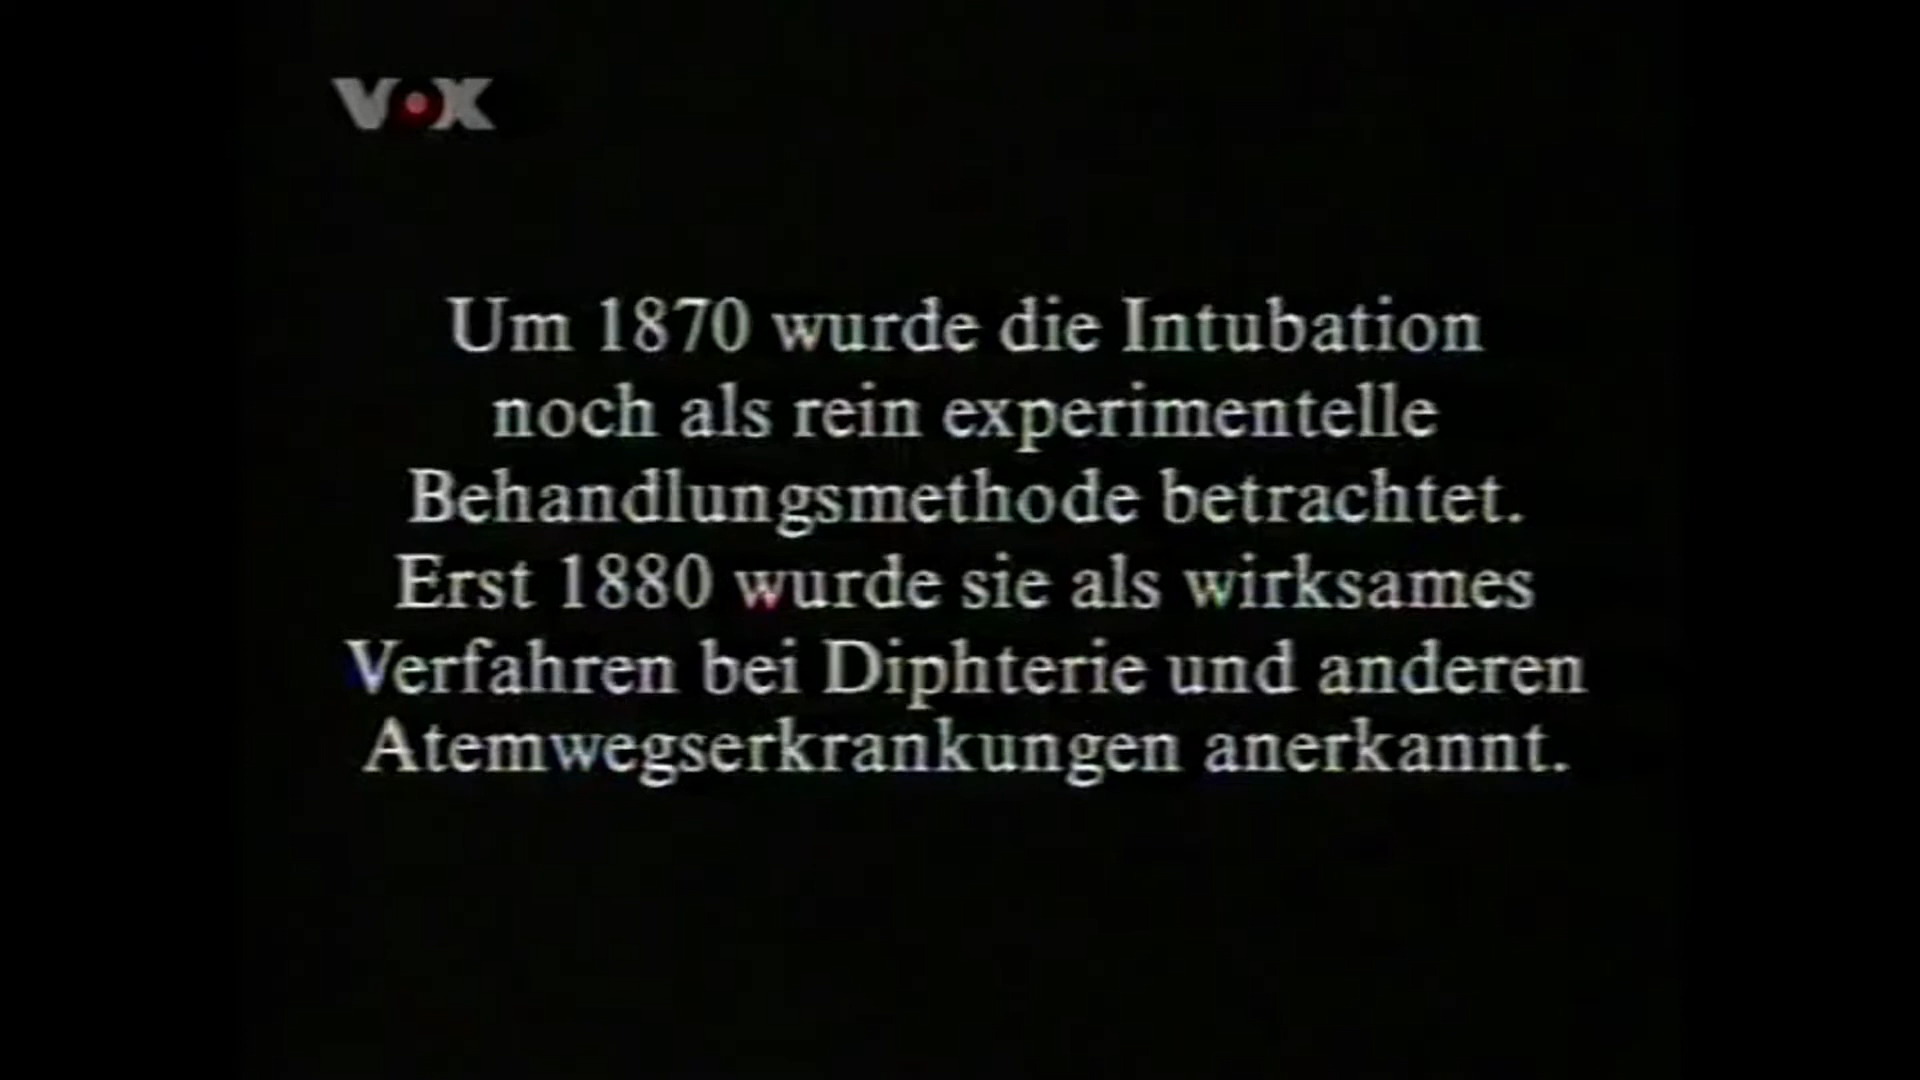 VOX
Um 1870 wurde die Intubation
noch als rein experimentelle
Behandlungsmethode betrachtet.
Erst 1880 wurde sie als wirksames
Verfahren bei Diphterie und anderen
Atemwegserkrankungen anerkannt.